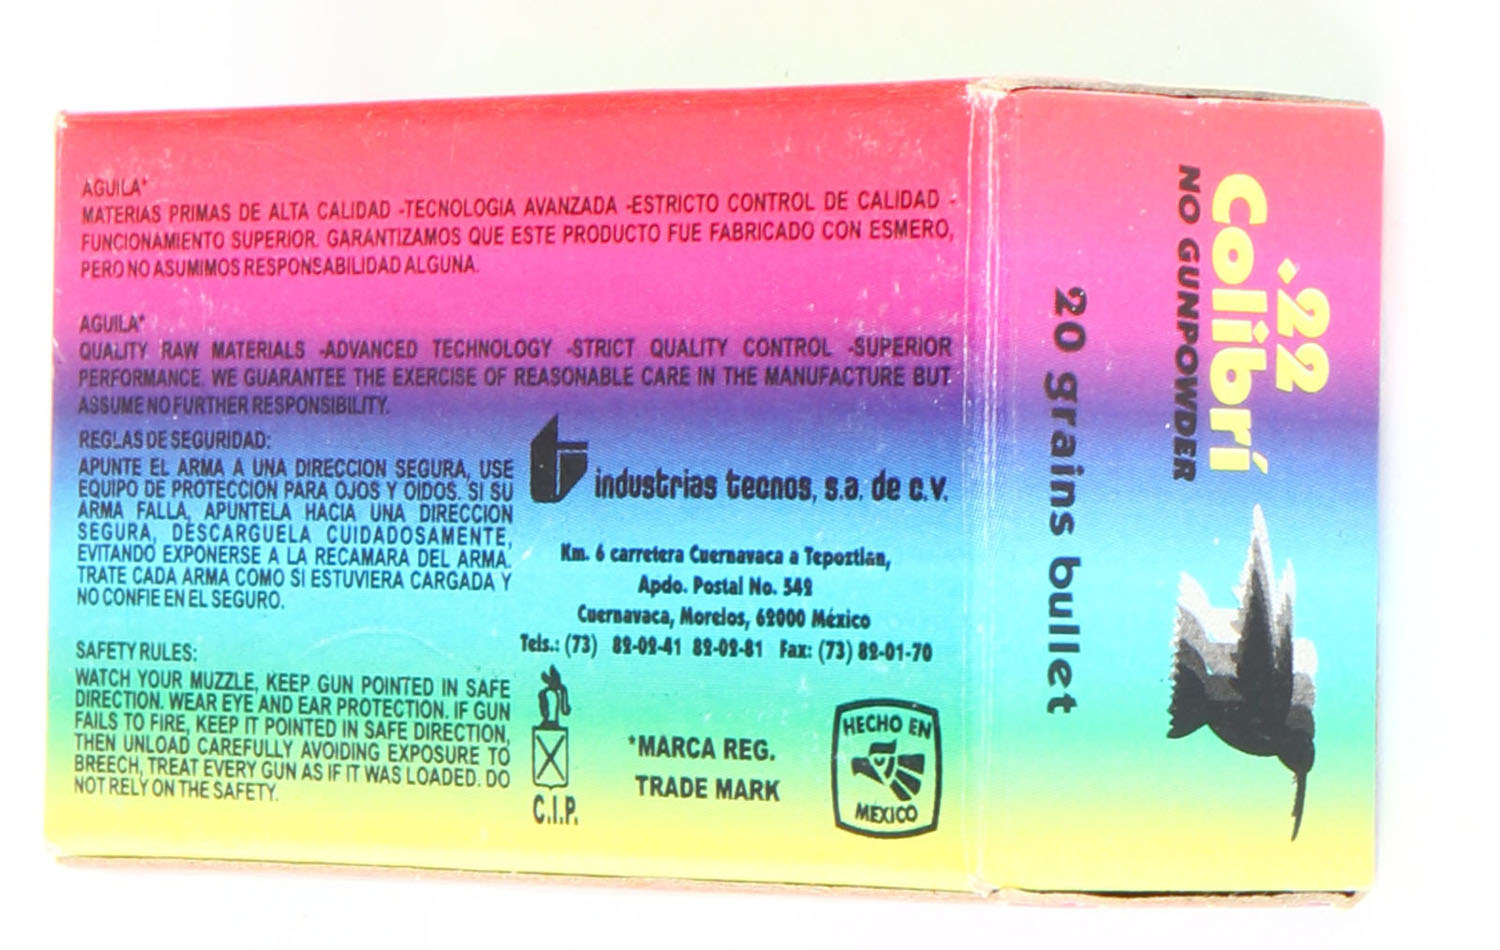 AGUILA*
MATERIAS PRIMAS DE ALTA CALIDAD -TECNOLOGIA AVANZADA -ESTRICTO CONTROL DE CALIDAD -
FUNCIONAMIENTO SUPERIOR. GARANTIZAMOS QUE ESTE PRODUCTO FUE FABRICADO CON ESMERO,
PERO NO ASUMIMOS RESPONSABILIDAD ALGUNA.
AGUILA*
QUALITY RAW MATERIALS -ADVANCED TECHNOLOGY -STRICT QUALITY CONTROL -SUPERIOR
PERFORMANCE. WE GUARANTEE THE EXERCISE OF REASONABLE CARE IN THE MANUFACTURE BUT
ASSUME NO FURTHER RESPONSIBILITY.
REGLAS DE SEGURIDAD:
APUNTE EL ARMA A UNA DIRECCION SEGURA, USE
EQUIPO DE PROTECCION PARA OJOS Y OIDOS. SI SU
ARMA FALLA, APUNTELA HACIA UNA DIRECCION
SEGURA, DESCARGUELA CUIDADOSAMENTE,
EVITANDO EXPONERSE A LA RECAMARA DEL ARMA.
TRATE CADA ARMA COMO SI ESTUVIERA CARGADA Y
NO CONFIE EN EL SEGURO.
SAFETY RULES:
WATCH YOUR MUZZLE, KEEP GUN POINTED IN SAFE
DIRECTION. WEAR EYE AND EAR PROTECTION. IF GUN
FAILS TO FIRE, KEEP IT POINTED IN SAFE DIRECTION,
THEN UNLOAD CAREFULLY AVOIDING EXPOSURE TO
BREECH, TREAT EVERY GUN AS IF IT WAS LOADED. DO
NOT RELY ON THE SAFETY.
industrias tecnos, s.a. de c.v.
Km. 6 carretera Cuernavaca a Tepoztlán,
Apdo. Postal No. 542
Cuernavaca, Morelos, 62000 México
Tels.: (73) 82-02-41 82-02-81 Fax: (73) 82-01-70
C.I.P.
*MARCA REG.
TRADE MARK
HECHO EN
MEXICO
.22
Colibrí
NO GUNPOWDER
20 grains bullet